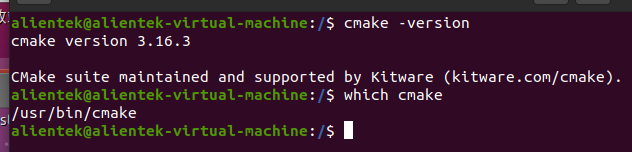 alientek@alientek-virtual-machine:/$ cmake -version
cmake version 3.16.3

CMake suite maintained and supported by Kitware (kitware.com/cmake).
alientek@alientek-virtual-machine:/$ which cmake
/usr/bin/cmake
alientek@alientek-virtual-machine:/$